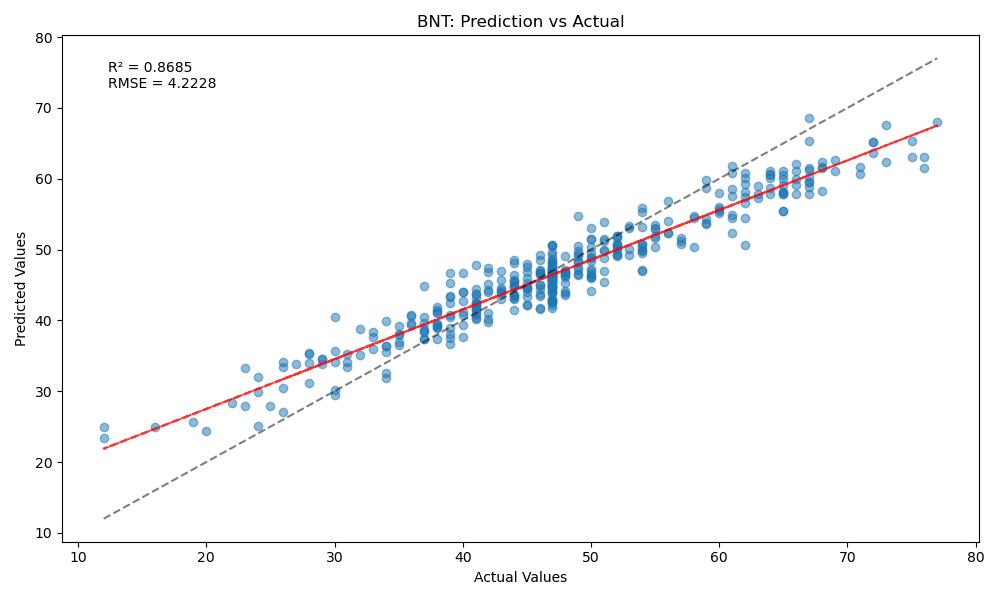 BNT: Prediction vs Actual
R² = 0.8685
RMSE = 4.2228
80
70
60
50
40
30
20
10
Predicted Values
10 20 30 40 50 60 70 80
Actual Values